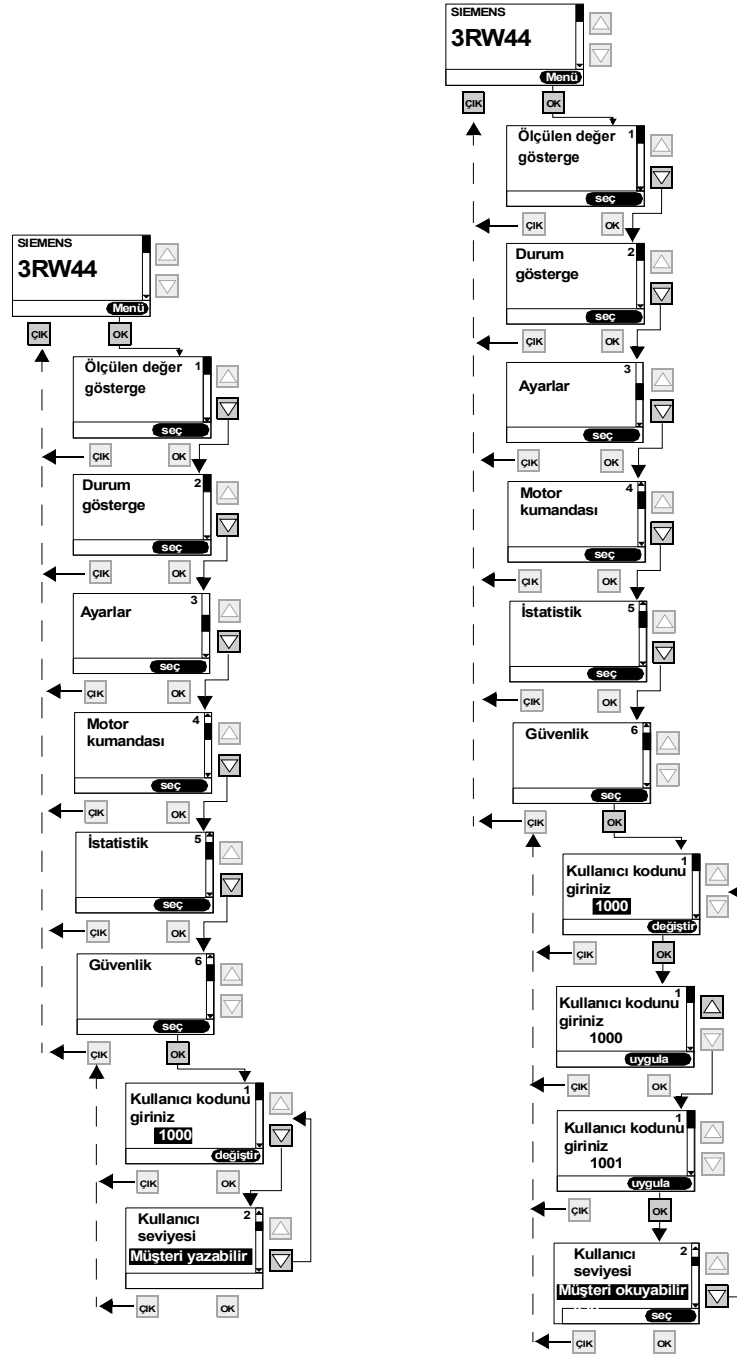 SIEMENS
3RW44
Menü
ÇIK
OK
Ölçülen değer 1
gösterge
seç
ÇIK
OK
Durum 2
gösterge
seç
ÇIK
OK
3
Ayarlar
seç
ÇIK
OK
Motor 4
kumandası
seç
ÇIK
OK
İstatistik 5
seç
ÇIK
OK
Güvenlik 6
seç
ÇIK
OK
1
Kullanıcı kodunu
giriniz
1000
değiştir
ÇIK
OK
Kullanıcı 2
seviyesi
Müşteri yazabilir
ÇIK
OK
SIEMENS
3RW44
Menü
ÇIK
OK
Ölçülen değer 1
gösterge
seç
ÇIK
OK
Durum 2
gösterge
seç
ÇIK
OK
3
Ayarlar
seç
ÇIK
OK
Motor 4
kumandası
seç
ÇIK
OK
İstatistik 5
seç
ÇIK
OK
Güvenlik 6
seç
ÇIK
OK
1
Kullanıcı kodunu
giriniz
1000
değiştir
ÇIK
OK
1
Kullanıcı kodunu
giriniz
1000
uygula
ÇIK
OK
1
Kullanıcı kodunu
giriniz
1001
uygula
ÇIK
OK
Kullanıcı 2
seviyesi
Müşteri okuyabilir
seç
ÇIK
OK